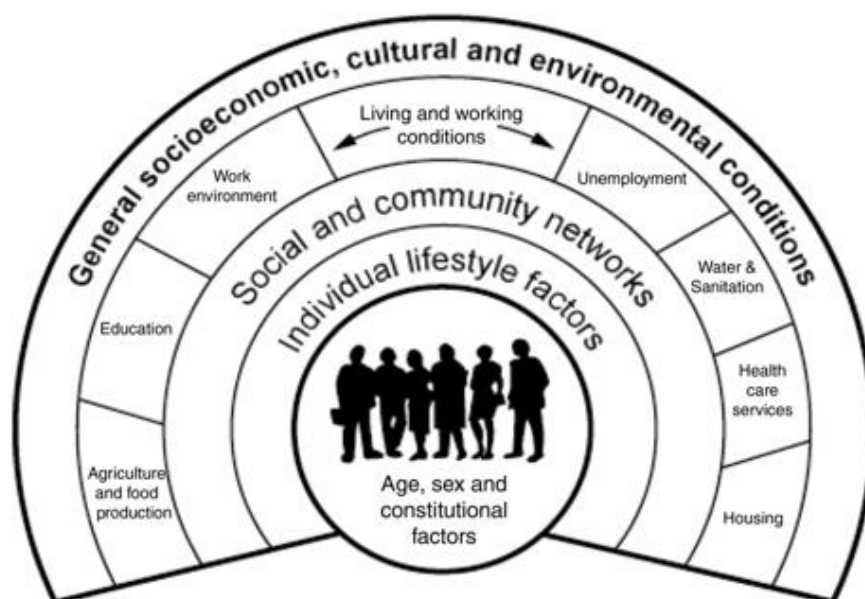 General socioeconomic, cultural and environmental conditions
Living and working
conditions
Work
environment
Unemployment
Social and community networks
Water &
Sanitation
Individual lifestyle factors
Education
Health
care
services
Agriculture
and food
production
Age, sex and
constitutional
factors
Housing